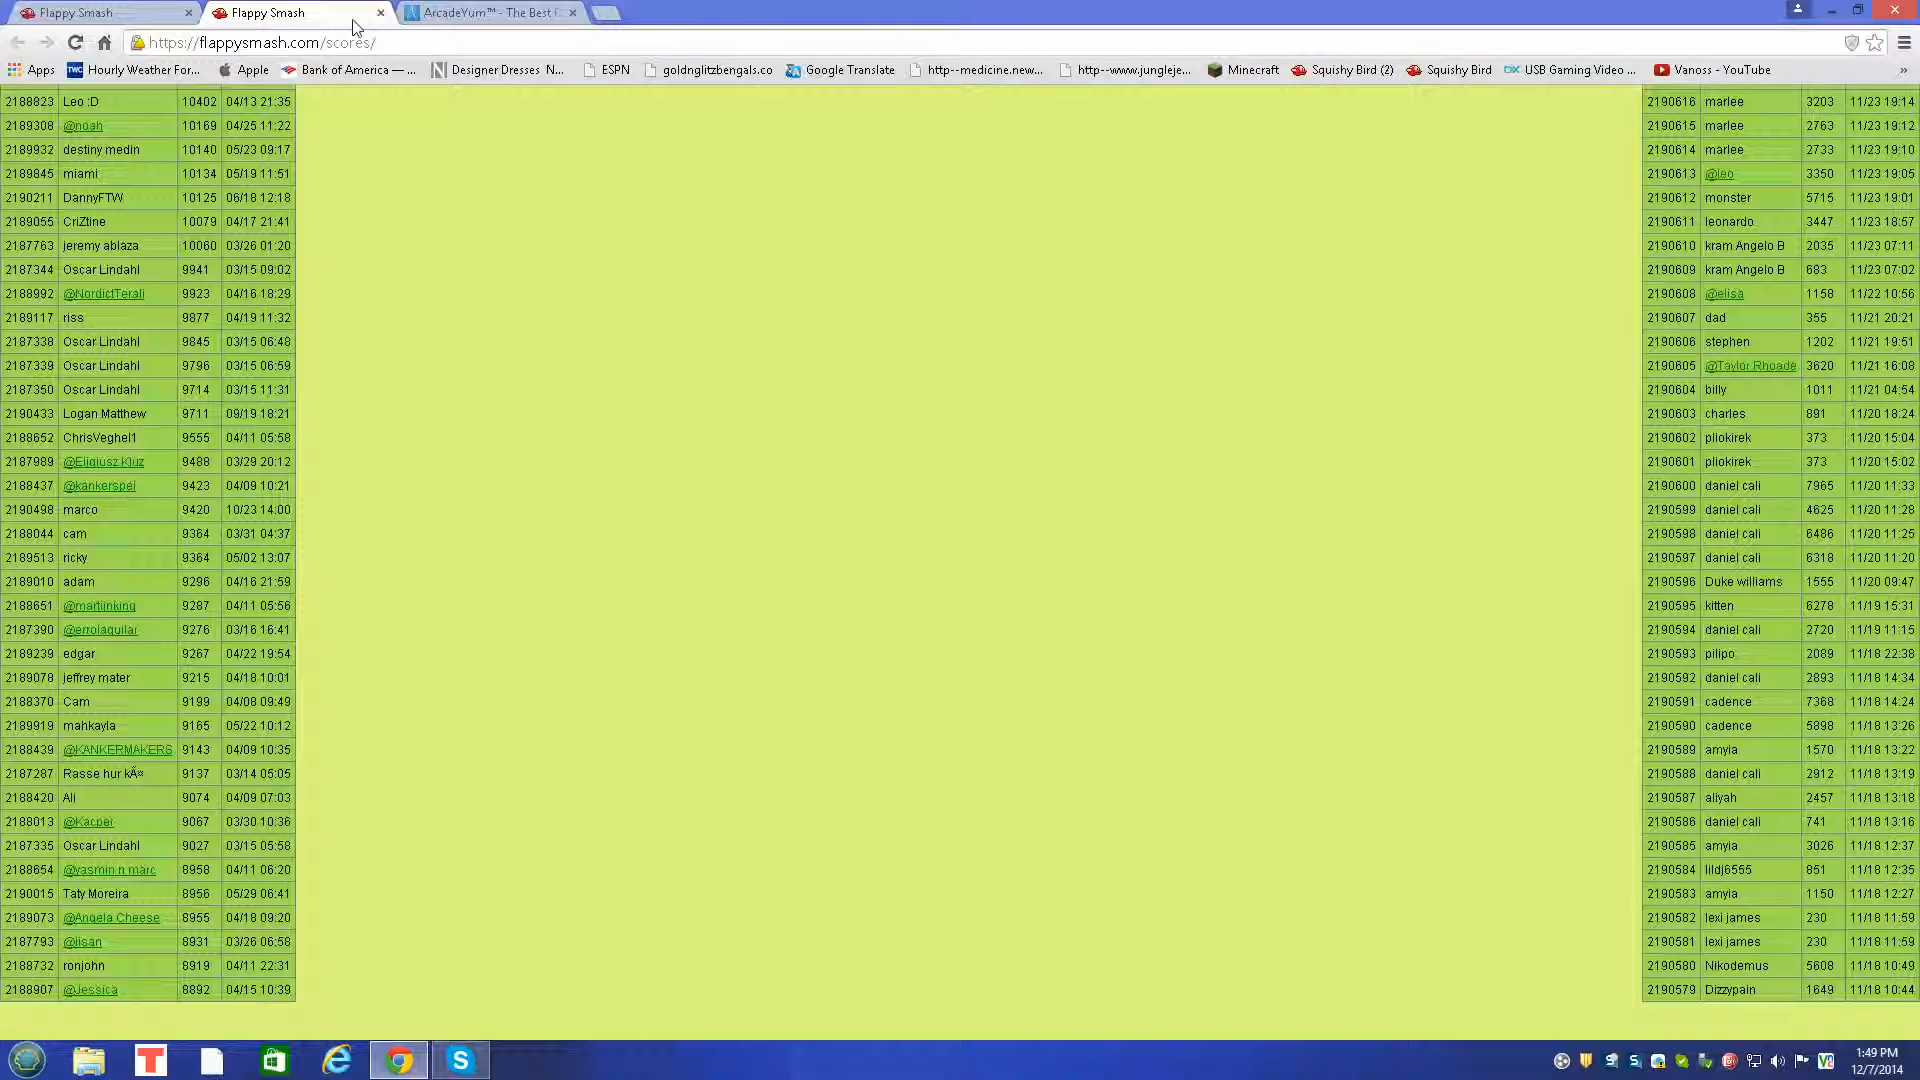 Flappy Smash
Flappy Smash
ArcadeYum™ - The Best F
https://flappysmash.com/scores/
Apps
TWC Hourly Weather For...
Apple
Bank of America — ...
N Designer Dresses N...
ESPN
goldnglitzbengals.co
Google Translate
http--medicine.new...
http--www.jungleje...
Minecraft
Squishy Bird (2)
Squishy Bird
DX USB Gaming Video ...
Vanoss - YouTube
»
2188823 Leo :D 10402 04/13 21:35
2189308 @noah 10169 04/25 11:22
2189932 destiny medin 10140 05/23 09:17
2189845 miami 10134 05/19 11:51
2190211 DannyFTW 10125 06/18 12:18
2189055 CriZtine 10079 04/17 21:41
2187763 jeremy ablaza 10060 03/26 01:20
2187344 Oscar Lindahl 9941 03/15 09:02
2188992 @NordictTerali 9923 04/16 18:29
2189117 riss 9877 04/19 11:32
2187338 Oscar Lindahl 9845 03/15 06:48
2187339 Oscar Lindahl 9796 03/15 06:59
2187350 Oscar Lindahl 9714 03/15 11:31
2190433 Logan Matthew 9711 09/19 18:21
2188652 ChrisVeghel1 9555 04/11 05:58
2187989 @Eligiusz Kluz 9488 03/29 20:12
2188437 @kankerspel 9423 04/09 10:21
2190498 marco 9420 10/23 14:00
2188044 cam 9364 03/31 04:37
2189513 ricky 9364 05/02 13:07
2189010 adam 9296 04/16 21:59
2188651 @martijnking 9287 04/11 05:56
2187390 @errolaguilar 9276 03/16 16:41
2189239 edgar 9267 04/22 19:54
2189078 jeffrey mater 9215 04/18 10:01
2188370 Cam 9199 04/08 09:49
2189919 mahkayla 9165 05/22 10:12
2188439 @KANKERMAKERS 9143 04/09 10:35
2187287 Rasse hur kÃ¤ 9137 03/14 05:05
2188420 Ali 9074 04/09 07:03
2188013 @Kacper 9067 03/30 10:36
2187335 Oscar Lindahl 9027 03/15 05:58
2188654 @yasmin n marc 8958 04/11 06:20
2190015 Taty Moreira 8956 05/29 06:41
2189073 @Angela Cheese 8955 04/18 09:20
2187793 @lisan 8931 03/26 06:58
2188732 ronjohn 8919 04/11 22:31
2188907 @Jessica 8892 04/15 10:39
2190616 marlee 3203 11/23 19:14
2190615 marlee 2763 11/23 19:12
2190614 marlee 2733 11/23 19:10
2190613 @leo 3350 11/23 19:05
2190612 monster 5715 11/23 19:01
2190611 leonardo 3447 11/23 18:57
2190610 kram Angelo B 2035 11/23 07:11
2190609 kram Angelo B 683 11/23 07:02
2190608 @elisa 1158 11/22 10:56
2190607 dad 355 11/21 20:21
2190606 stephen 1202 11/21 19:51
2190605 @Taylor Rhoade 3620 11/21 16:08
2190604 billy 1011 11/21 04:54
2190603 charles 891 11/20 18:24
2190602 pliokirek 373 11/20 15:04
2190601 pliokirek 373 11/20 15:02
2190600 daniel cali 7965 11/20 11:33
2190599 daniel cali 4625 11/20 11:28
2190598 daniel cali 6486 11/20 11:25
2190597 daniel cali 6318 11/20 11:20
2190596 Duke williams 1555 11/20 09:47
2190595 kitten 6278 11/19 15:31
2190594 daniel cali 2720 11/19 11:15
2190593 pilipo 2089 11/18 22:38
2190592 daniel cali 2893 11/18 14:34
2190591 cadence 7368 11/18 14:24
2190590 cadence 5898 11/18 13:26
2190589 amyia 1570 11/18 13:22
2190588 daniel cali 2912 11/18 13:19
2190587 aliyah 2457 11/18 13:18
2190586 daniel cali 741 11/18 13:16
2190585 amyia 3026 11/18 12:37
2190584 lildj6555 851 11/18 12:35
2190583 amyia 1150 11/18 12:27
2190582 lexi james 230 11/18 11:59
2190581 lexi james 230 11/18 11:59
2190580 Nikodemus 5608 11/18 10:49
2190579 Dizzypain 1649 11/18 10:44
1:49 PM
12/7/2014